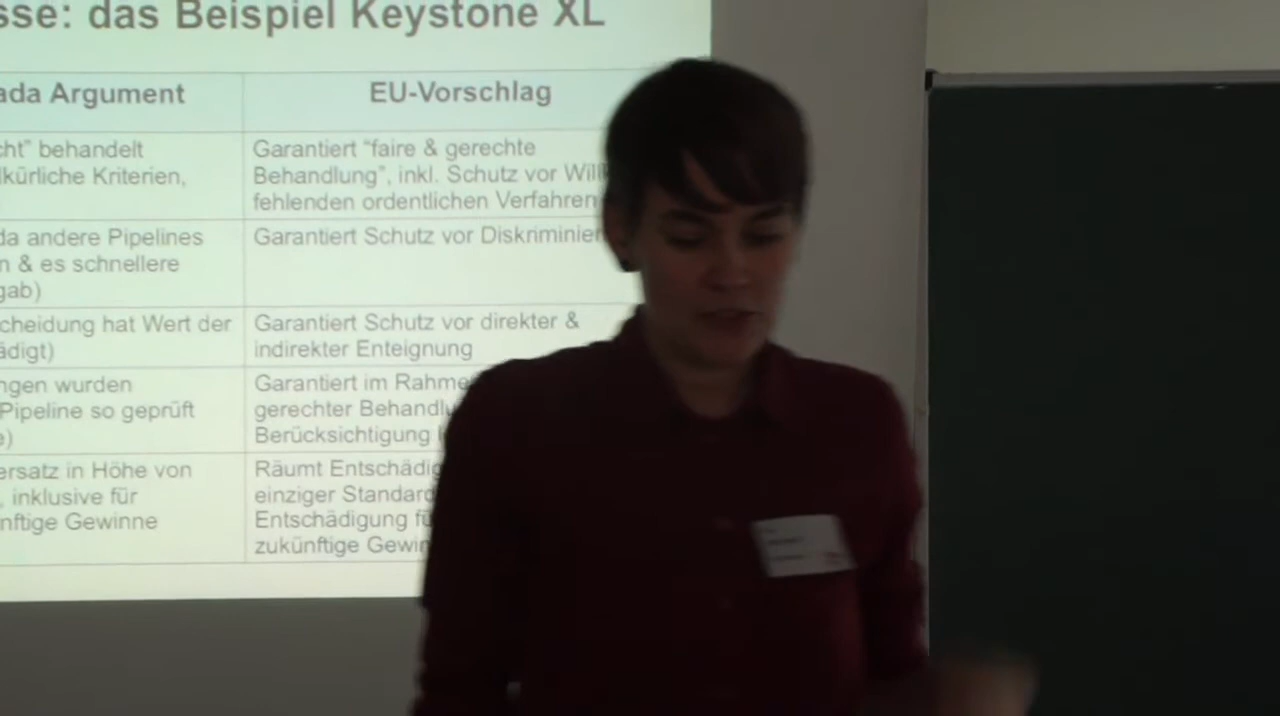 sse: das Beispiel Keystone XL
ada Argument
EU-Vorschlag
cht” behandelt
lkürliche Kriterien,
Garantiert “faire & gerechte
Behandlung”, inkl. Schutz vor Will
fehlenden ordentlichen Verfahren
da andere Pipelines
n & es schnellere
gab)
Garantiert Schutz vor Diskriminier
cheidung hat Wert der
ädigt)
Garantiert Schutz vor direkter &
indirekter Enteignung
ngen wurden
Pipeline so geprüft
e)
Garantiert im Rahme
gerechter Behandlu
Berücksichtigung
ersatz in Höhe von
, inklusive für
nftige Gewinne
Räumt Entschädig
einziger Standard
Entschädigung fü
zukünftige Gewin